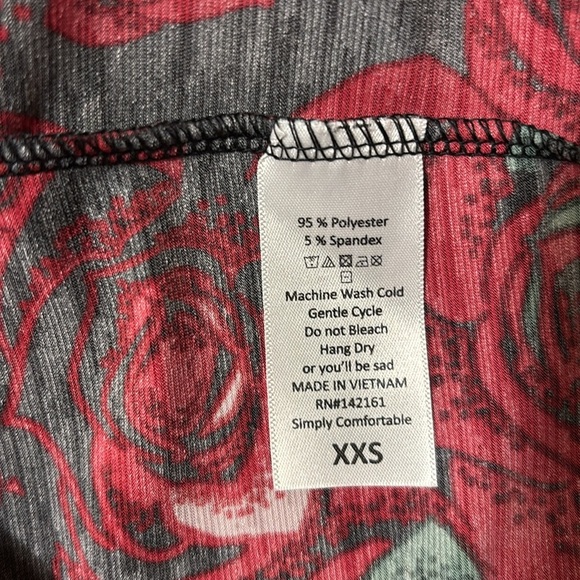 95 % Polyester
5 % Spandex
Machine Wash Cold
Gentle Cycle
Do not Bleach
Hang Dry
or you'll be sad
MADE IN VIETNAM
RN#142161
Simply Comfortable
XXS